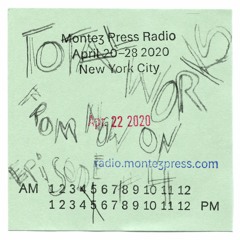 Montez Press Radio
April 20–28 2020
New York City
TOTAL WORKS
FROM NOW ON
Apr 22 2020
EPISODE
radio.montezpress.com
AM 1 2 3 4 5 6 7 8 9 10 11 12
1 2 3 4 5 6 7 8 9 10 11 12 PM